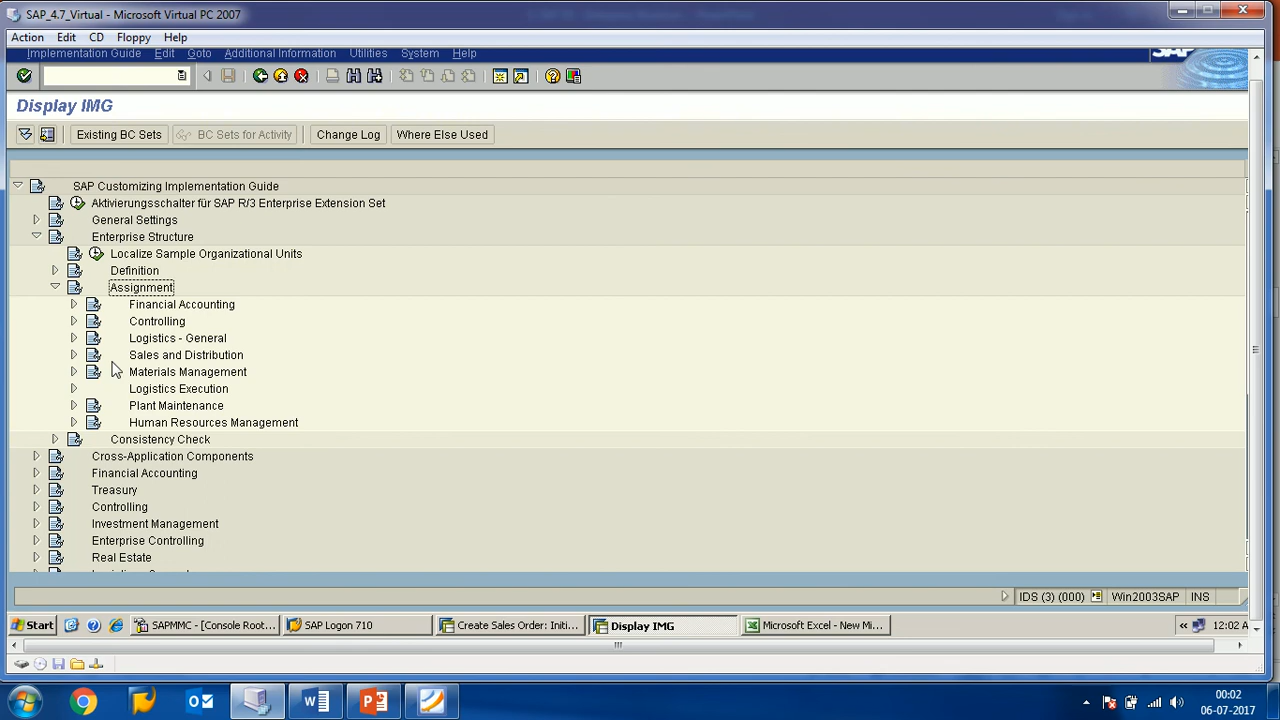 SAP_4.7_Virtual - Microsoft Virtual PC 2007
Action Edit CD Floppy Help
Implementation Guide Edit Goto Additional Information Utilities System Help
SAP
Display IMG
Existing BC Sets BC Sets for Activity Change Log Where Else Used
SAP Customizing Implementation Guide
Aktivierungsschalter für SAP R/3 Enterprise Extension Set
General Settings
Enterprise Structure
Localize Sample Organizational Units
Definition
Assignment
Financial Accounting
Controlling
Logistics - General
Sales and Distribution
Materials Management
Logistics Execution
Plant Maintenance
Human Resources Management
Consistency Check
Cross-Application Components
Financial Accounting
Treasury
Controlling
Investment Management
Enterprise Controlling
Real Estate
IDS (3) (000) Win2003SAP INS
Start SAPMMC - [Console Root... SAP Logon 710 Create Sales Order: Initi... Display IMG Microsoft Excel - New Mi... « 12:02 A
00:02
06-07-2017